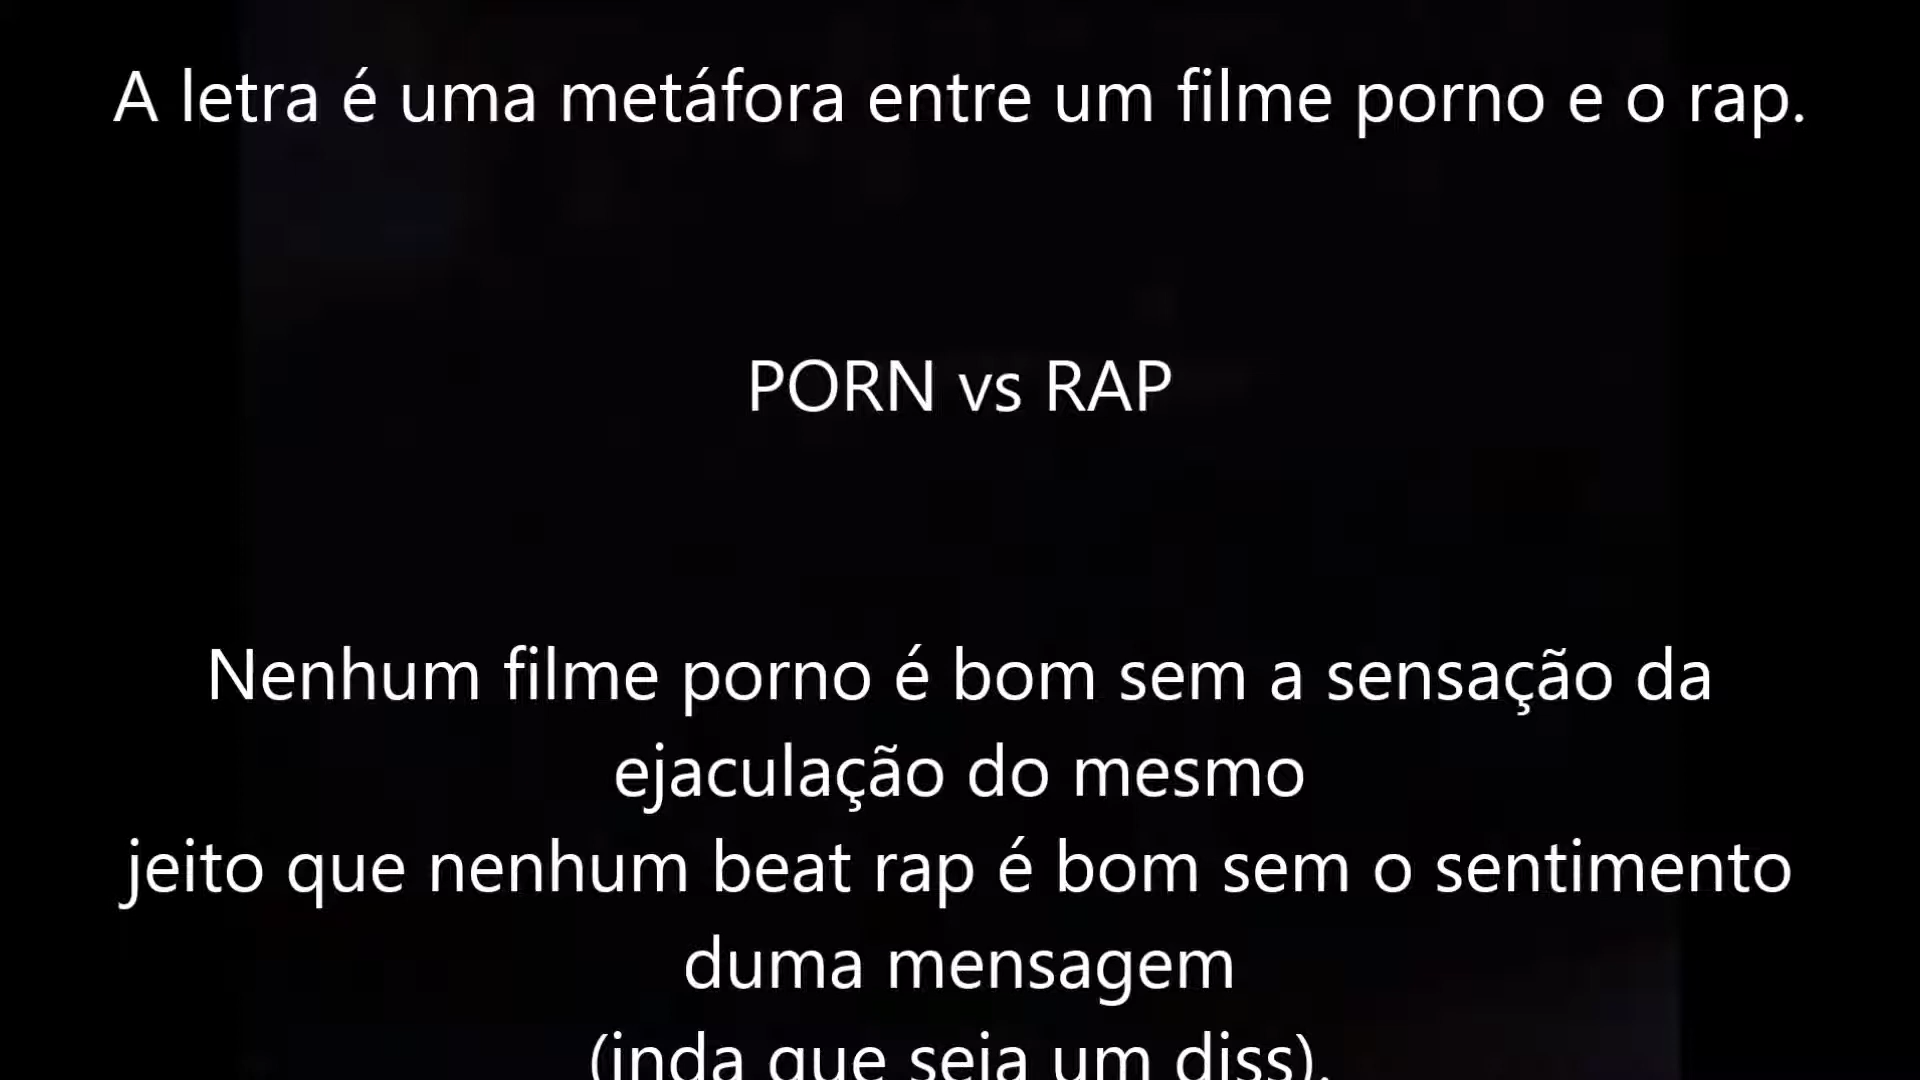 A letra é uma metáfora entre um filme porno e o rap.
PORN vs RAP
Nenhum filme porno é bom sem a sensação da
ejaculação do mesmo
jeito que nenhum beat rap é bom sem o sentimento
duma mensagem
(inda que seja um diss).